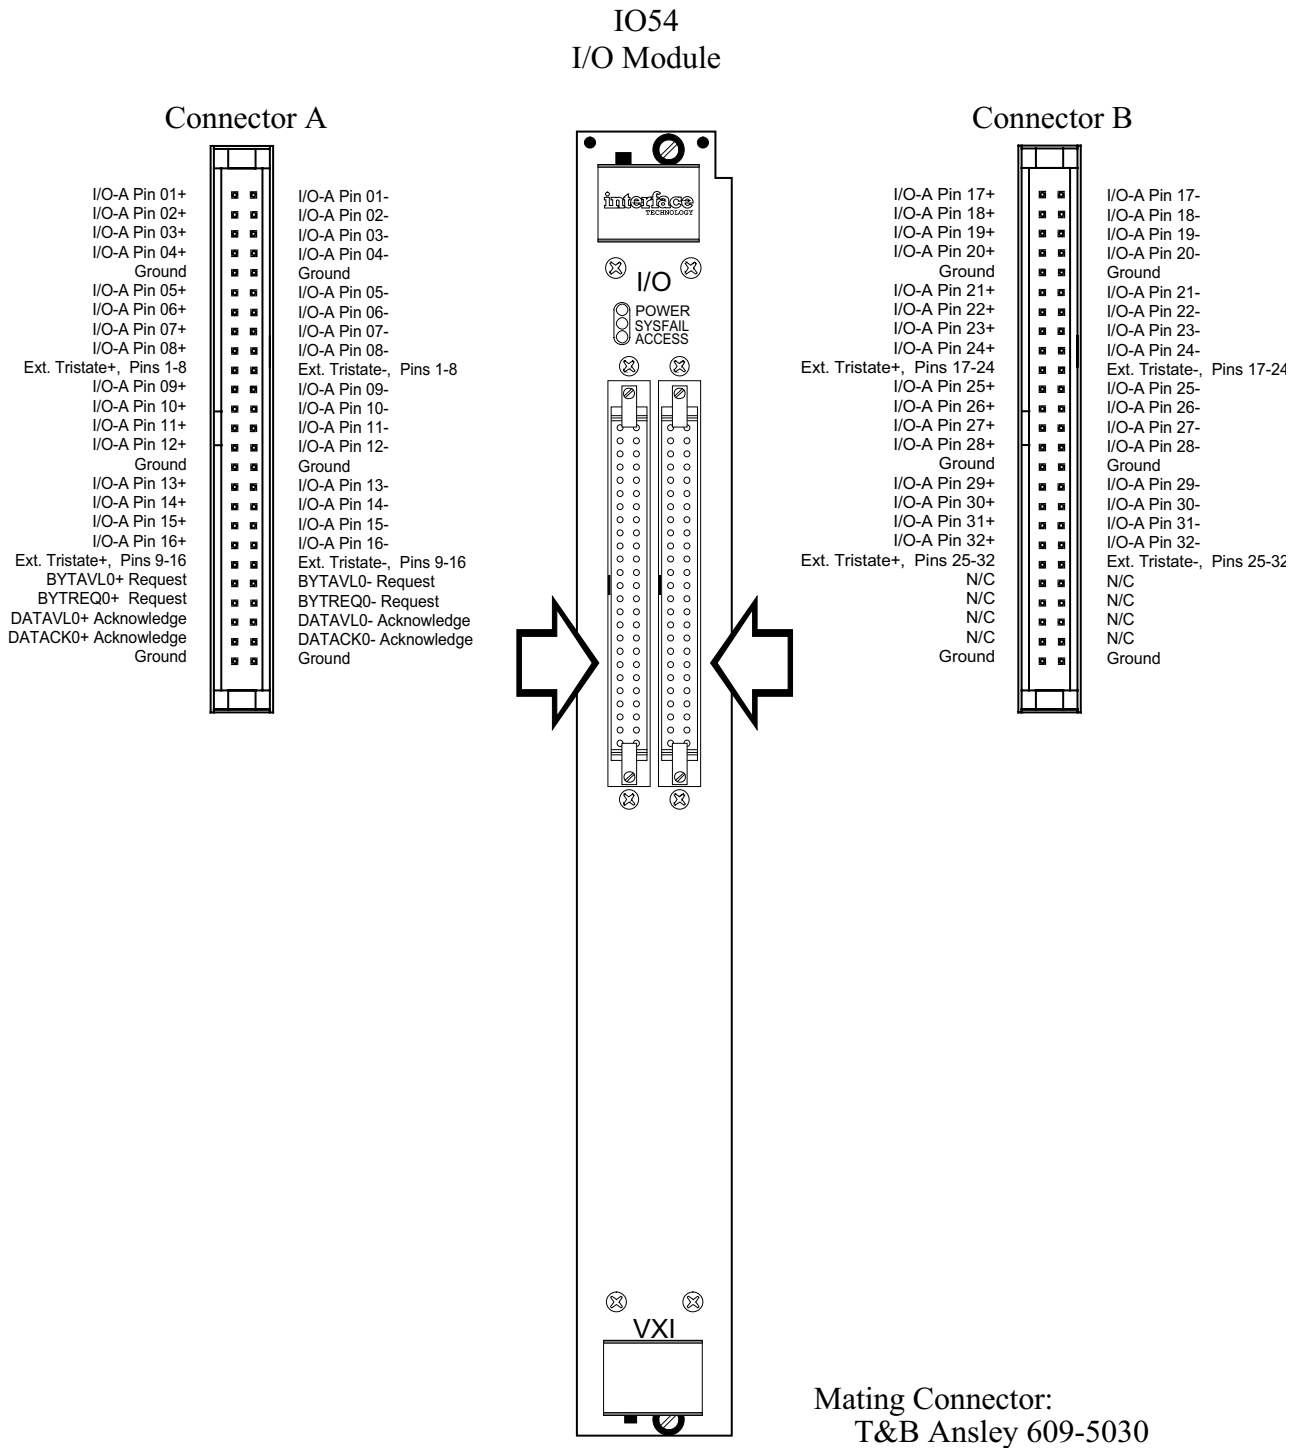 IO54
I/O Module
Connector A
I/O-A Pin 01+ I/O-A Pin 01-
I/O-A Pin 02+ I/O-A Pin 02-
I/O-A Pin 03+ I/O-A Pin 03-
I/O-A Pin 04+ I/O-A Pin 04-
Ground Ground
I/O-A Pin 05+ I/O-A Pin 05-
I/O-A Pin 06+ I/O-A Pin 06-
I/O-A Pin 07+ I/O-A Pin 07-
I/O-A Pin 08+ I/O-A Pin 08-
Ext. Tristate+, Pins 1-8 Ext. Tristate-, Pins 1-8
I/O-A Pin 09+ I/O-A Pin 09-
I/O-A Pin 10+ I/O-A Pin 10-
I/O-A Pin 11+ I/O-A Pin 11-
I/O-A Pin 12+ I/O-A Pin 12-
Ground Ground
I/O-A Pin 13+ I/O-A Pin 13-
I/O-A Pin 14+ I/O-A Pin 14-
I/O-A Pin 15+ I/O-A Pin 15-
I/O-A Pin 16+ I/O-A Pin 16-
Ext. Tristate+, Pins 9-16 Ext. Tristate-, Pins 9-16
BYTAVL0+ Request BYTAVL0- Request
BYTREQ0+ Request BYTREQ0- Request
DATAVL0+ Acknowledge DATAVL0- Acknowledge
DATACK0+ Acknowledge DATACK0- Acknowledge
Ground Ground
interface
TECHNOLOGY
I/O
POWER
SYSFAIL
ACCESS
VXI
Connector B
I/O-A Pin 17+ I/O-A Pin 17-
I/O-A Pin 18+ I/O-A Pin 18-
I/O-A Pin 19+ I/O-A Pin 19-
I/O-A Pin 20+ I/O-A Pin 20-
Ground Ground
I/O-A Pin 21+ I/O-A Pin 21-
I/O-A Pin 22+ I/O-A Pin 22-
I/O-A Pin 23+ I/O-A Pin 23-
I/O-A Pin 24+ I/O-A Pin 24-
Ext. Tristate+, Pins 17-24 Ext. Tristate-, Pins 17-24
I/O-A Pin 25+ I/O-A Pin 25-
I/O-A Pin 26+ I/O-A Pin 26-
I/O-A Pin 27+ I/O-A Pin 27-
I/O-A Pin 28+ I/O-A Pin 28-
Ground Ground
I/O-A Pin 29+ I/O-A Pin 29-
I/O-A Pin 30+ I/O-A Pin 30-
I/O-A Pin 31+ I/O-A Pin 31-
I/O-A Pin 32+ I/O-A Pin 32-
Ext. Tristate+, Pins 25-32 Ext. Tristate-, Pins 25-32
N/C N/C
N/C N/C
N/C N/C
N/C N/C
Ground Ground
Mating Connector:
T&B Ansley 609-5030